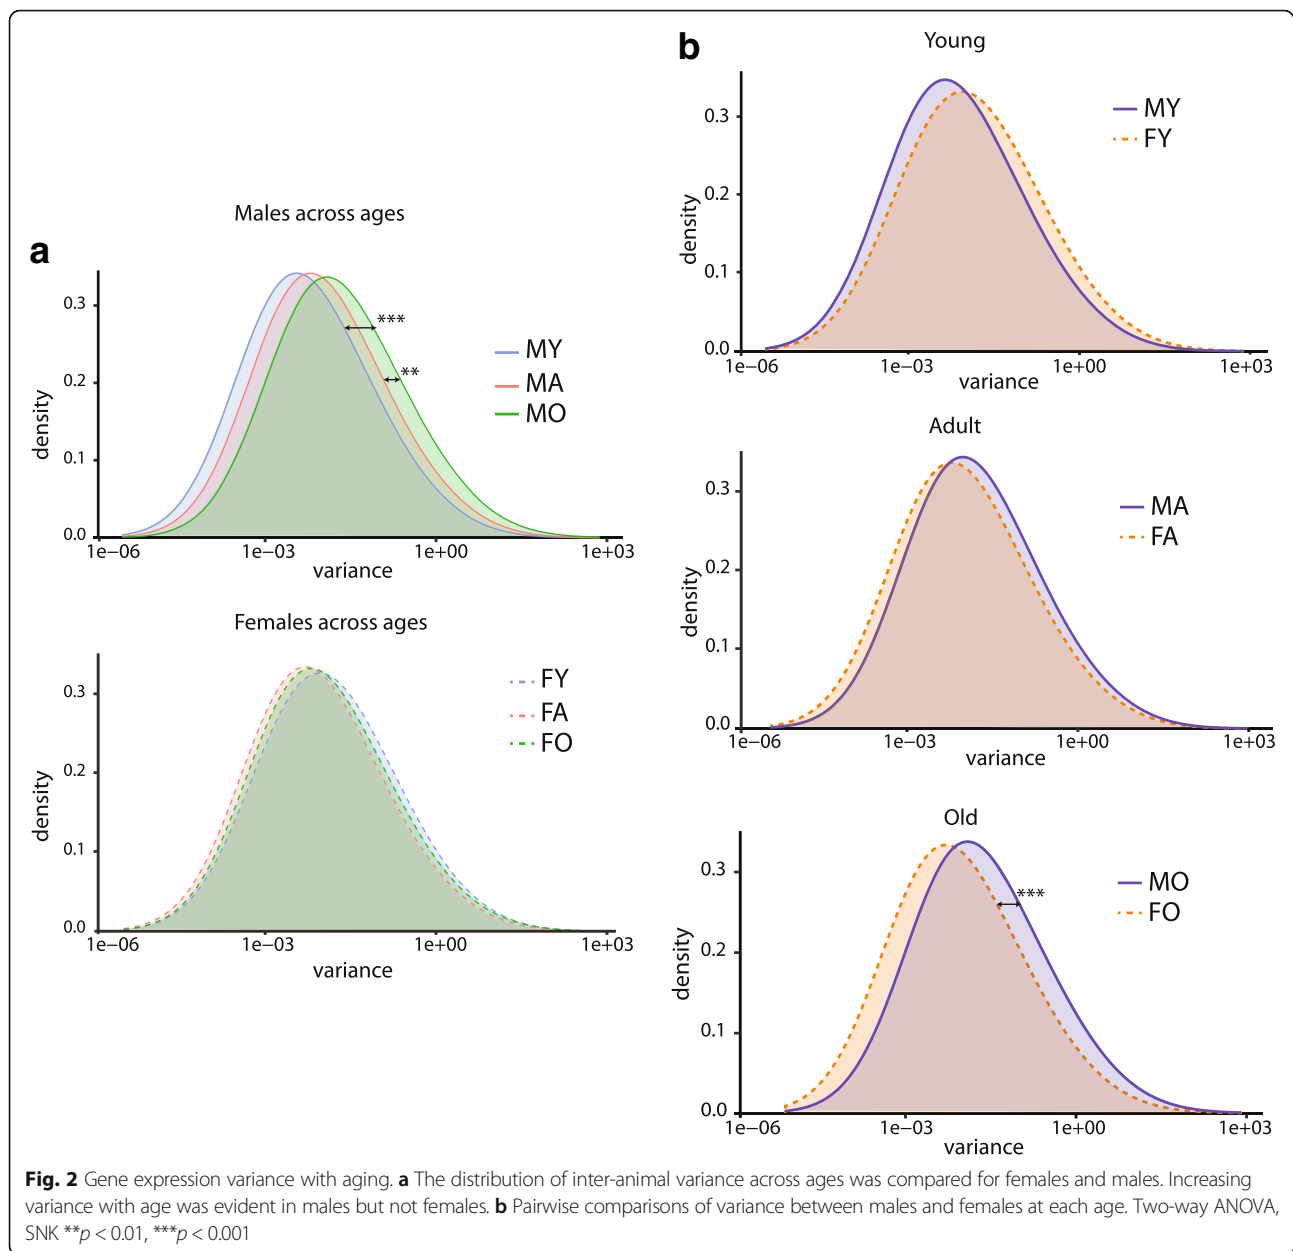 a
Males across ages
density
0.3
0.2
0.1
0.0
1e−06
1e−03
1e+00
1e+03
variance
***
**
MY
MA
MO
Females across ages
density
0.3
0.2
0.1
0.0
1e−06
1e−03
1e+00
1e+03
variance
FY
FA
FO
b
Young
density
0.3
0.2
0.1
0.0
1e−06
1e−03
1e+00
1e+03
variance
MY
FY
Adult
density
0.3
0.2
0.1
0.0
1e−06
1e−03
1e+00
1e+03
variance
MA
FA
Old
density
0.3
0.2
0.1
0.0
1e−06
1e−03
1e+00
1e+03
variance
***
MO
FO
Fig. 2 Gene expression variance with aging. a The distribution of inter-animal variance across ages was compared for females and males. Increasing
variance with age was evident in males but not females. b Pairwise comparisons of variance between males and females at each age. Two-way ANOVA,
SNK **p < 0.01, ***p < 0.001